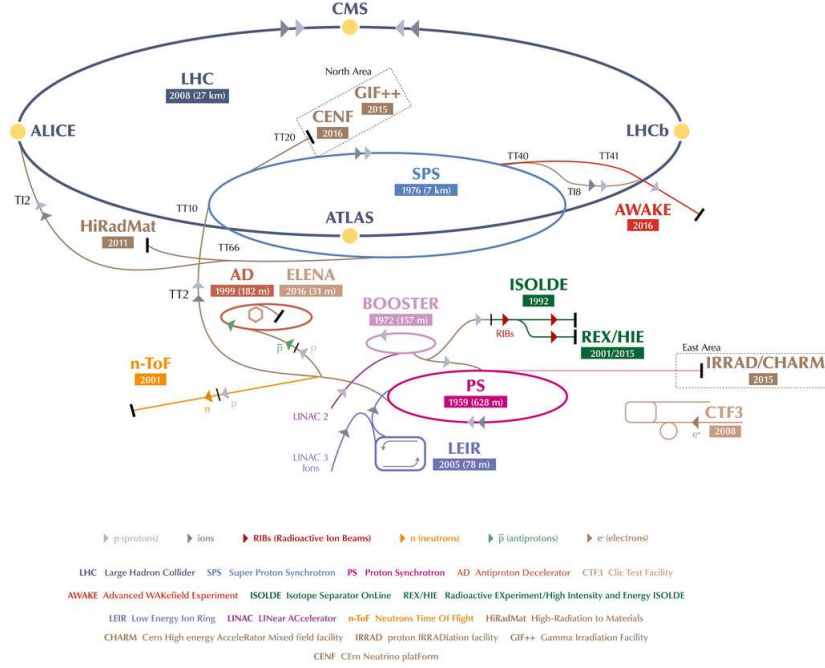 CMS
LHC
2008 (27 km)
North Area
GIF++
2015
CENF
2016
ALICE
LHCb
TT20
TT40
TT41
SPS
1976 (7 km)
TI2
TI8
TT10
ATLAS
AWAKE
2016
HiRadMat
2011
TT66
AD
1999 (182 m)
ELENA
2016 (31 m)
TT2
BOOSTER
1972 (157 m)
ISOLDE
1992
RIBs
REX/HIE
2001/2015
p̅
p
n-ToF
2001
East Area
IRRAD/CHARM
2015
PS
1959 (628 m)
n
p
LINAC 2
CTF3
2008
e-
LINAC 3
Ions
LEIR
2005 (78 m)
p (protons) ions RIBs (Radioactive Ion Beams) n (neutrons) p̅ (antiprotons) e- (electrons)
LHC Large Hadron Collider SPS Super Proton Synchrotron PS Proton Synchrotron AD Antiproton Decelerator CTF3 Clic Test Facility
AWAKE Advanced WAKefield Experiment ISOLDE Isotope Separator OnLine REX/HIE Radioactive EXperiment/High Intensity and Energy ISOLDE
LEIR Low Energy Ion Ring LINAC LINear ACcelerator n-ToF Neutrons Time Of Flight HiRadMat High-Radiation to Materials
CHARM Cern High energy AcceleRator Mixed field facility IRRAD proton IRRADiation facility GIF++ Gamma Irradiation Facility
CENF CErn Neutrino platForm